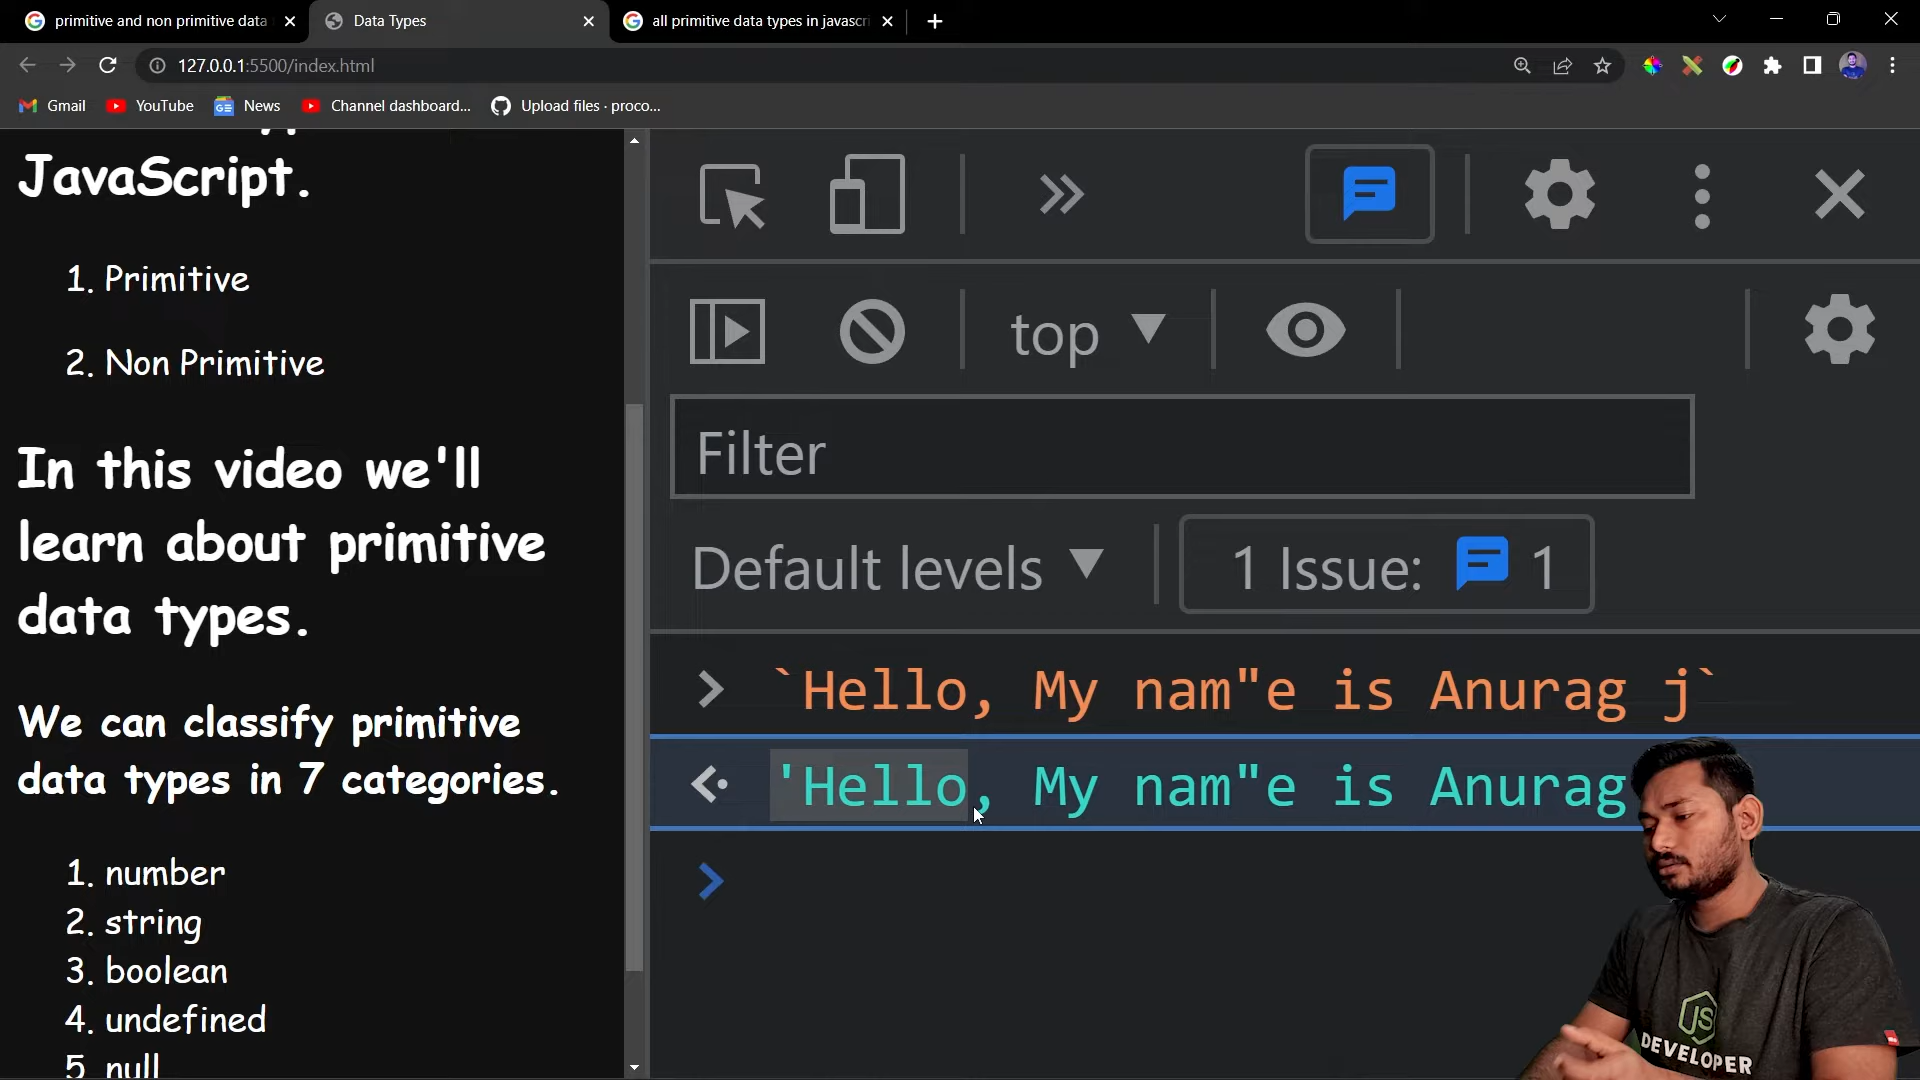 primitive and non primitive data
Data Types
all primitive data types in javascri
127.0.0.1:5500/index.html
Gmail
YouTube
News
Channel dashboard...
Upload files · proco...
JavaScript.
1. Primitive
2. Non Primitive
In this video we'll
learn about primitive
data types.
We can classify primitive
data types in 7 categories.
1. number
2. string
3. boolean
4. undefined
5 null
top
Filter
Default levels
1 Issue: 1
> `Hello, My nam"e is Anurag j`
'Hello, My nam"e is Anurag
>
JS
DEVELOPER